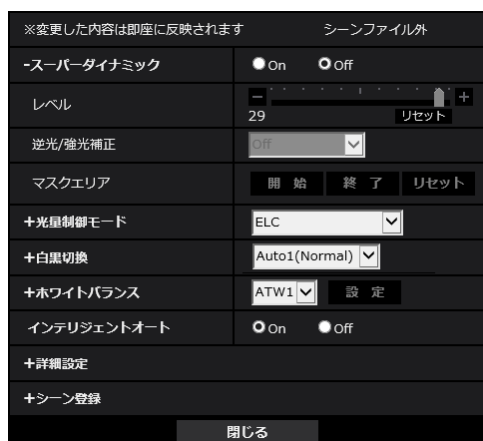 ※変更した内容は即座に反映されます シーンファイル外
-スーパーダイナミック On Off
レベル - +
29 リセット
逆光/強光補正 Off
マスクエリア 開 始 終 了 リセット
+光量制御モード ELC
+白黒切換 Auto1(Normal)
+ホワイトバランス ATW1 設 定
インテリジェントオート On Off
+詳細設定
+シーン登録
閉じる